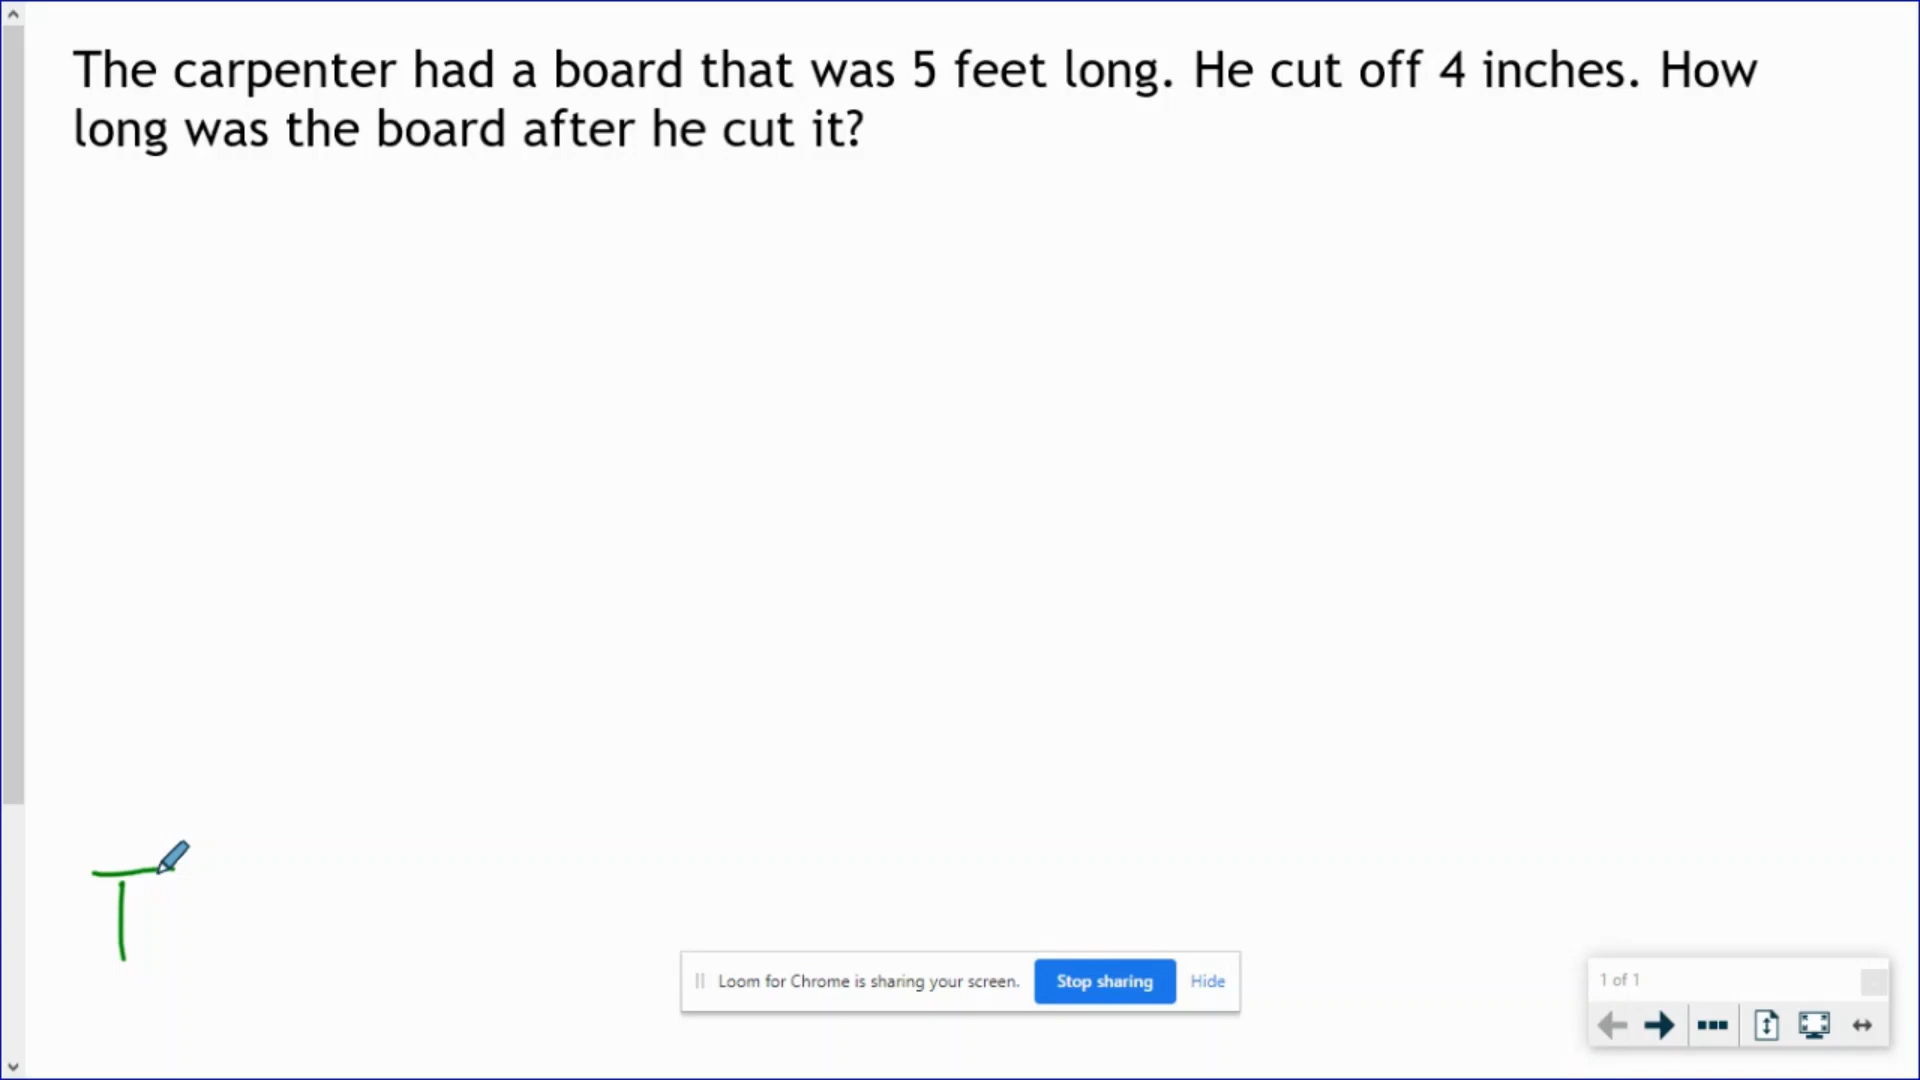 The carpenter had a board that was 5 feet long. He cut off 4 inches. How
long was the board after he cut it?
T
Loom for Chrome is sharing your screen. Stop sharing Hide
1 of 1